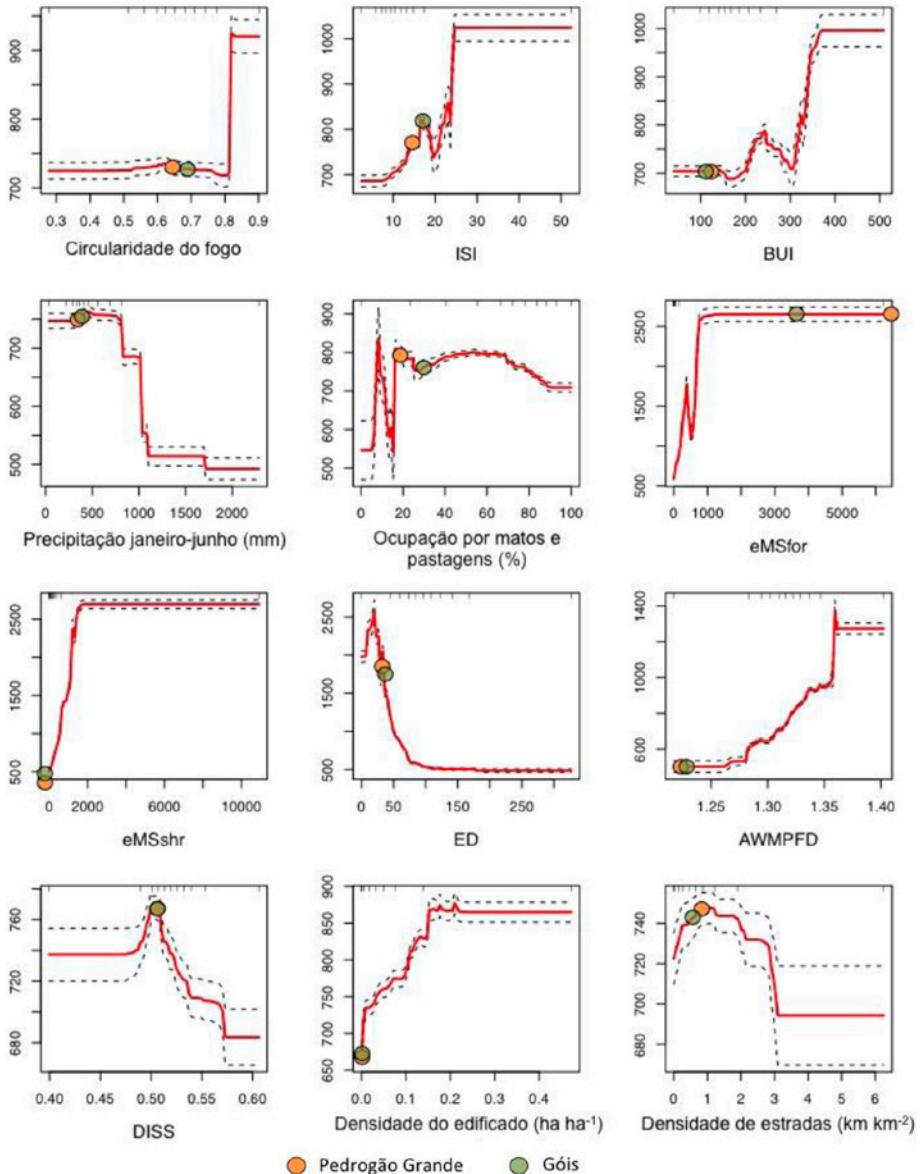 900
800
700
0.3 0.4 0.5 0.6 0.7 0.8 0.9
Circularidade do fogo
1000
900
800
700
10 20 30 40 50
ISI
1000
900
800
700
100 200 300 400 500
BUI
700
600
500
0 500 1000 2000
Precipitação janeiro-junho (mm)
900
800
700
600
500
0 20 40 60 80 100
Ocupação por matos e
pastagens (%)
2500
1500
500
0 1000 3000 5000
eMSfor
2500
1500
500
0 2000 6000 10000
eMSshr
2500
1500
500
0 50 150 250
ED
1400
1000
600
1.25 1.30 1.35 1.40
AWMPFD
760
720
680
0.40 0.45 0.50 0.55 0.60
DISS
900
850
800
750
700
650
0.0 0.1 0.2 0.3 0.4
Densidade do edificado (ha ha⁻¹)
740
720
700
680
0 1 2 3 4 5 6
Densidade de estradas (km km⁻²)
Pedrogão Grande Góis